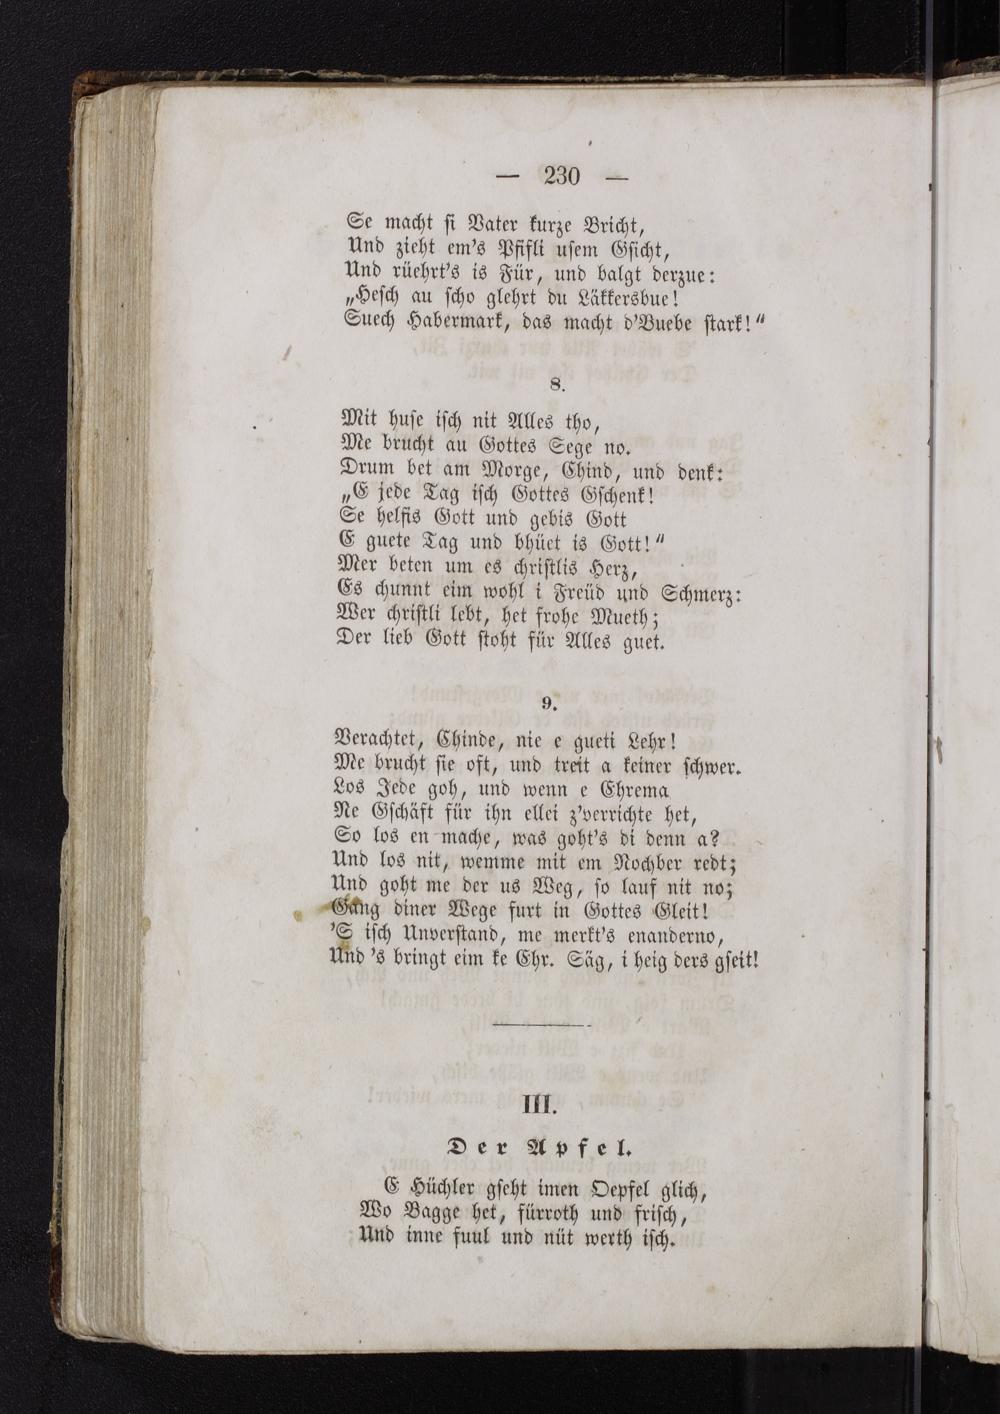 — 230 —
Se macht si Vater kurze Bricht,
Und zieht em's Pfifli usem Gsicht,
Und rüehrt's is Für, und balgt derzue:
„Hesch au scho glehrt du Läkkersbue!
Suech Habermark, das macht d'Buebe stark!“
8.
Mit huse isch nit Alles tho,
Me brucht au Gottes Sege no.
Drum bet am Morge, Chind, und denk:
„E jede Tag isch Gottes Gschenk!
Se helfis Gott und gebis Gott
E guete Tag und bhüet is Gott!“
Mer beten um es christlis Herz,
Es chunnt eim wohl i Freüd und Schmerz:
Wer christli lebt, het frohe Mueth;
Der lieb Gott stoht für Alles guet.
9.
Verachtet, Chinde, nie e gueti Lehr!
Me brucht sie oft, und treit a keiner schwer.
Los Jede goh, und wenn e Ehrema
Ne Gschäft für ihn ellei z'verrichte het,
So los en mache, was goht's di denn a?
Und los nit, wemme mit em Nochber redt;
Und goht me der us Weg, so lauf nit no;
Gang diner Wege furt in Gottes Gleit!
'S isch Unverstand, me merkt's enanderno,
Und 's bringt eim ke Ehr. Säg, i heig ders gseit!
III.
Der Apfel.
E Hüchler gseht imen Oepfel glich,
Wo Bagge het, fürroth und frisch,
Und inne fuul und nüt werth isch.